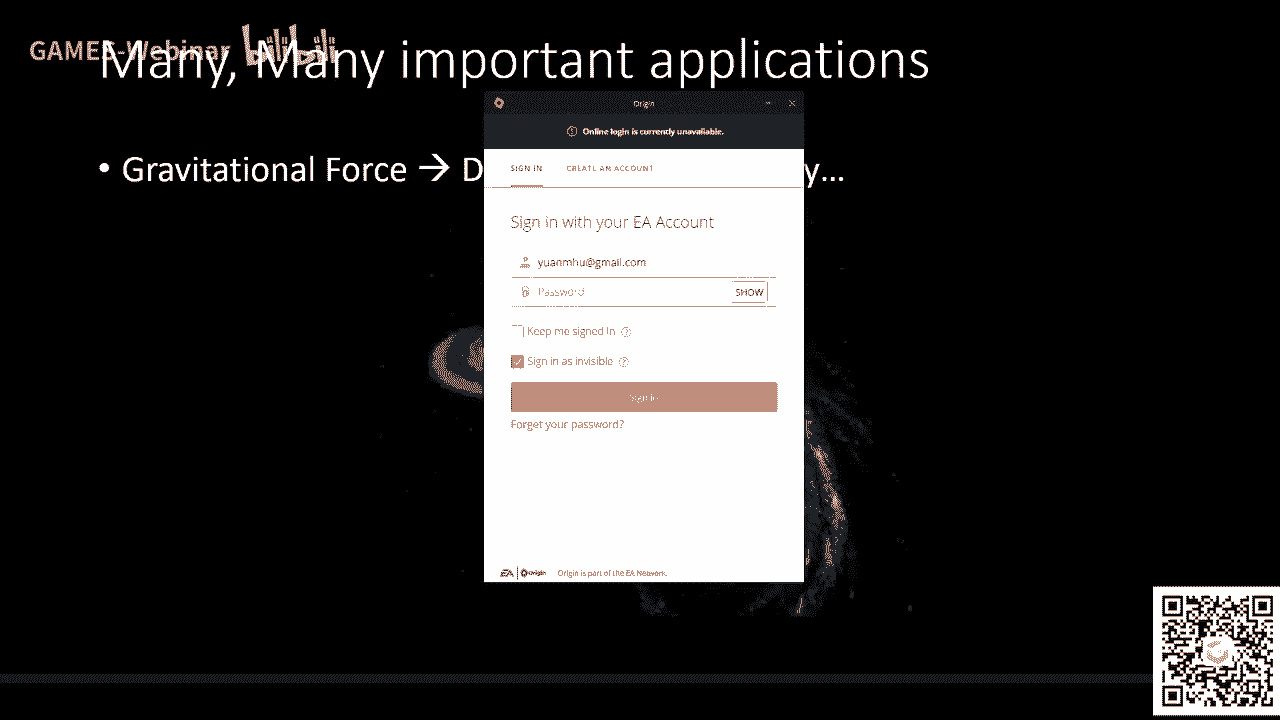 GAMES-Webinar bilibili
Many, Many important applications
Origin
Online login is currently unavailable.
• Gravitational Force → D
y...
SIGN IN
CREATE AN ACCOUNT
Sign in with your EA Account
yuanmhu@gmail.com
Password
SHOW
Keep me signed in
Sign in as invisible
Sign in
Forget your password?
EA
Origin
Origin is part of the EA Network.